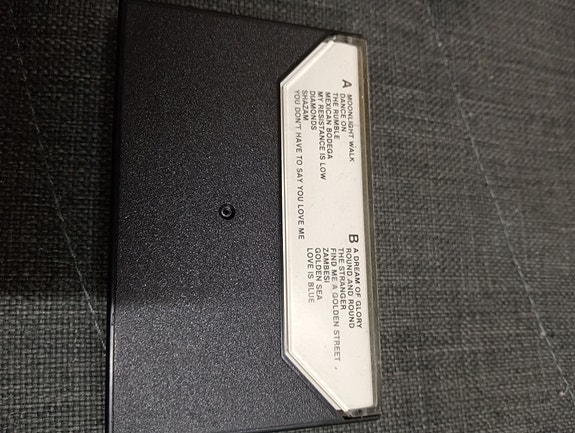 A MOONLIGHT WALK
DANCE ON
THE RUMBLE
MEXICAN BODEGA
MY RESISTANCE IS LOW
DIAMONDS
SHAZAM
YOU DON'T HAVE TO SAY YOU LOVE ME
B A DREAM OF GLORY
ROUND AND ROUND
THE STRANGER
FIND ME A GOLDEN STREET
ZAMBESI
GOLDEN SEA
LOVE IS BLUE